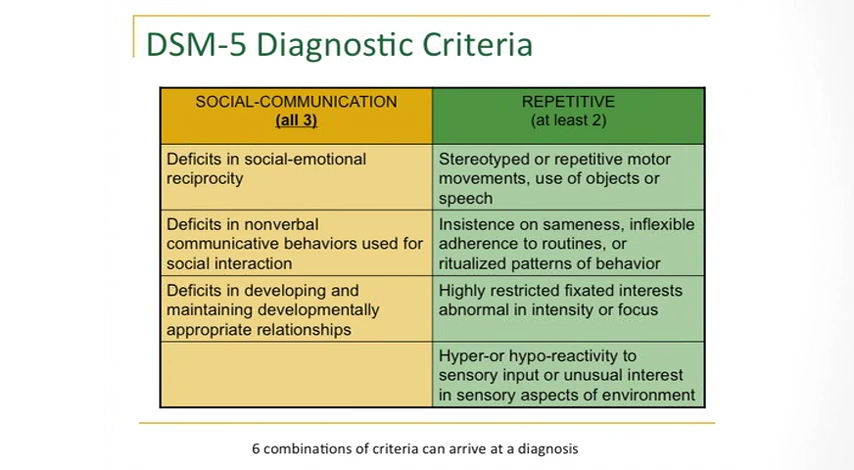 DSM-5 Diagnostic Criteria
SOCIAL-COMMUNICATION
(all 3)
REPETITIVE
(at least 2)
Deficits in social-emotional
reciprocity
Stereotyped or repetitive motor
movements, use of objects or
speech
Deficits in nonverbal
communicative behaviors used for
social interaction
Insistence on sameness, inflexible
adherence to routines, or
ritualized patterns of behavior
Deficits in developing and
maintaining developmentally
appropriate relationships
Highly restricted fixated interests
abnormal in intensity or focus
Hyper-or hypo-reactivity to
sensory input or unusual interest
in sensory aspects of environment
6 combinations of criteria can arrive at a diagnosis